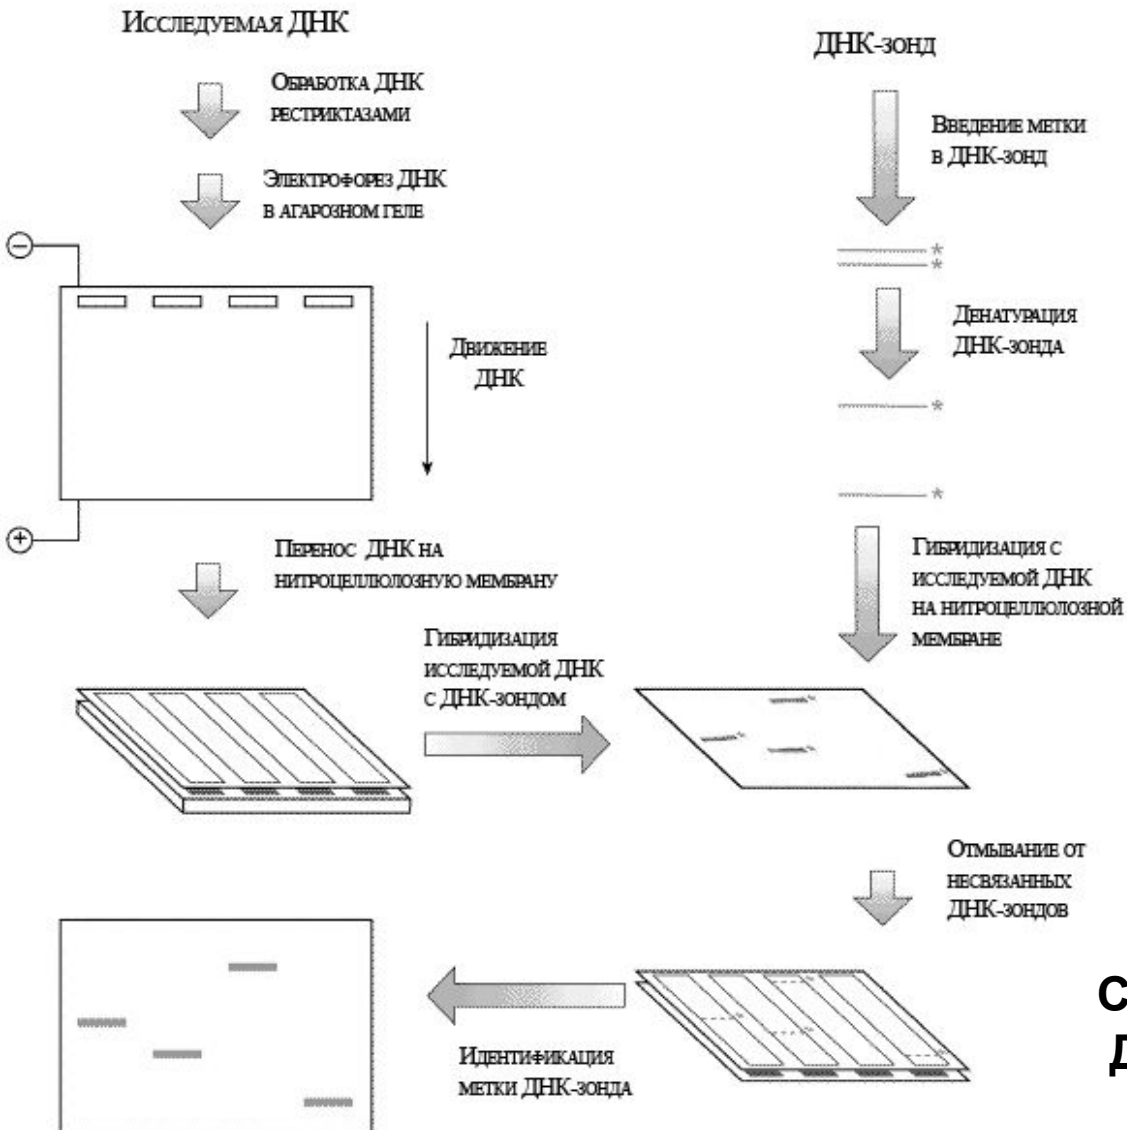 Исследуемая ДНК
Обработка ДНК
рестриктазами
Электрофорез ДНК
в агарозном геле
−
Движение
ДНК
+
Перенос ДНК на
нитроцеллюлозную мембрану
Гибридизация
исследуемой ДНК
с ДНК-зондом
ДНК-зонд
Введение метки
в ДНК-зонд
*
*
Денатурация
ДНК-зонда
*
*
Гибридизация с
исследуемой ДНК
на нитроцеллюлозной
мембране
Отмывание от
несвязанных
ДНК-зондов
Идентификация
метки ДНК-зонда
С
Д